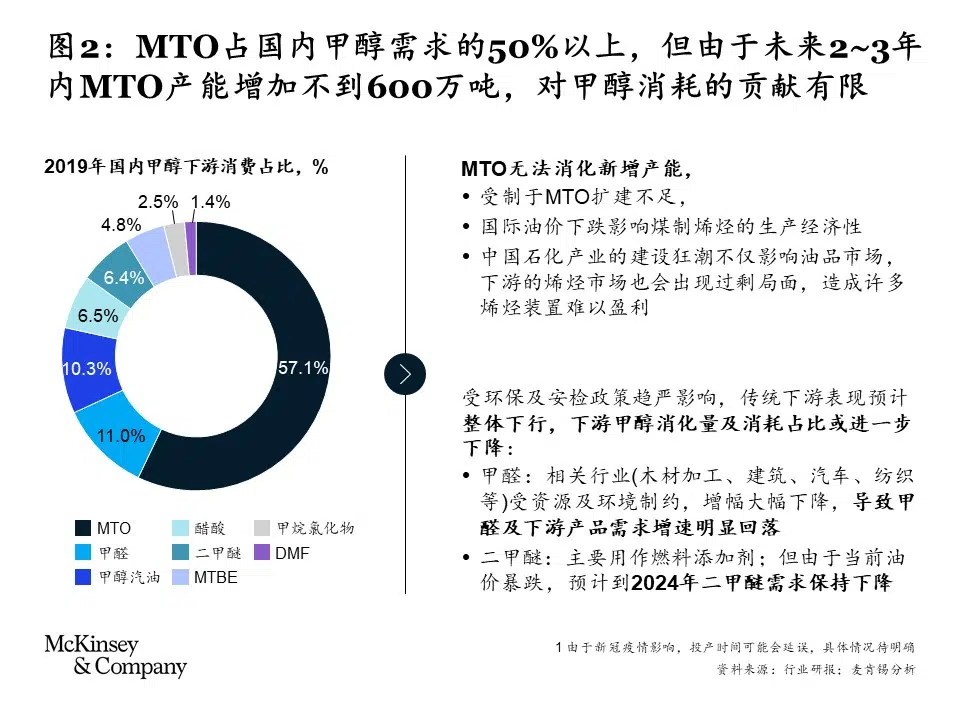 图2：MTO占国内甲醇需求的50%以上，但由于未来2~3年
内MTO产能增加不到600万吨，对甲醇消耗的贡献有限
2019年国内甲醇下游消费占比，%
2.5%
1.4%
4.8%
6.4%
6.5%
10.3%
57.1%
11.0%
MTO
醋酸
甲烷氯化物
甲醛
二甲醚
DMF
甲醇汽油
MTBE
MTO无法消化新增产能，
• 受制于MTO扩建不足，
• 国际油价下跌影响煤制烯烃的生产经济性
• 中国石化产业的建设狂潮不仅影响油品市场，
下游的烯烃市场也会出现过剩局面，造成许多
烯烃装置难以盈利
受环保及安检政策趋严影响，传统下游表现预计
整体下行，下游甲醇消化量及消耗占比或进一步
下降：
• 甲醛：相关行业(木材加工、建筑、汽车、纺织
等)受资源及环境制约，增幅大幅下降，导致甲
醛及下游产品需求增速明显回落
• 二甲醚：主要用作燃料添加剂；但由于当前油
价暴跌，预计到2024年二甲醚需求保持下降
McKinsey
& Company
1 由于新冠疫情影响，投产时间可能会延误，具体情况待明确
资料来源：行业研报；麦肯锡分析